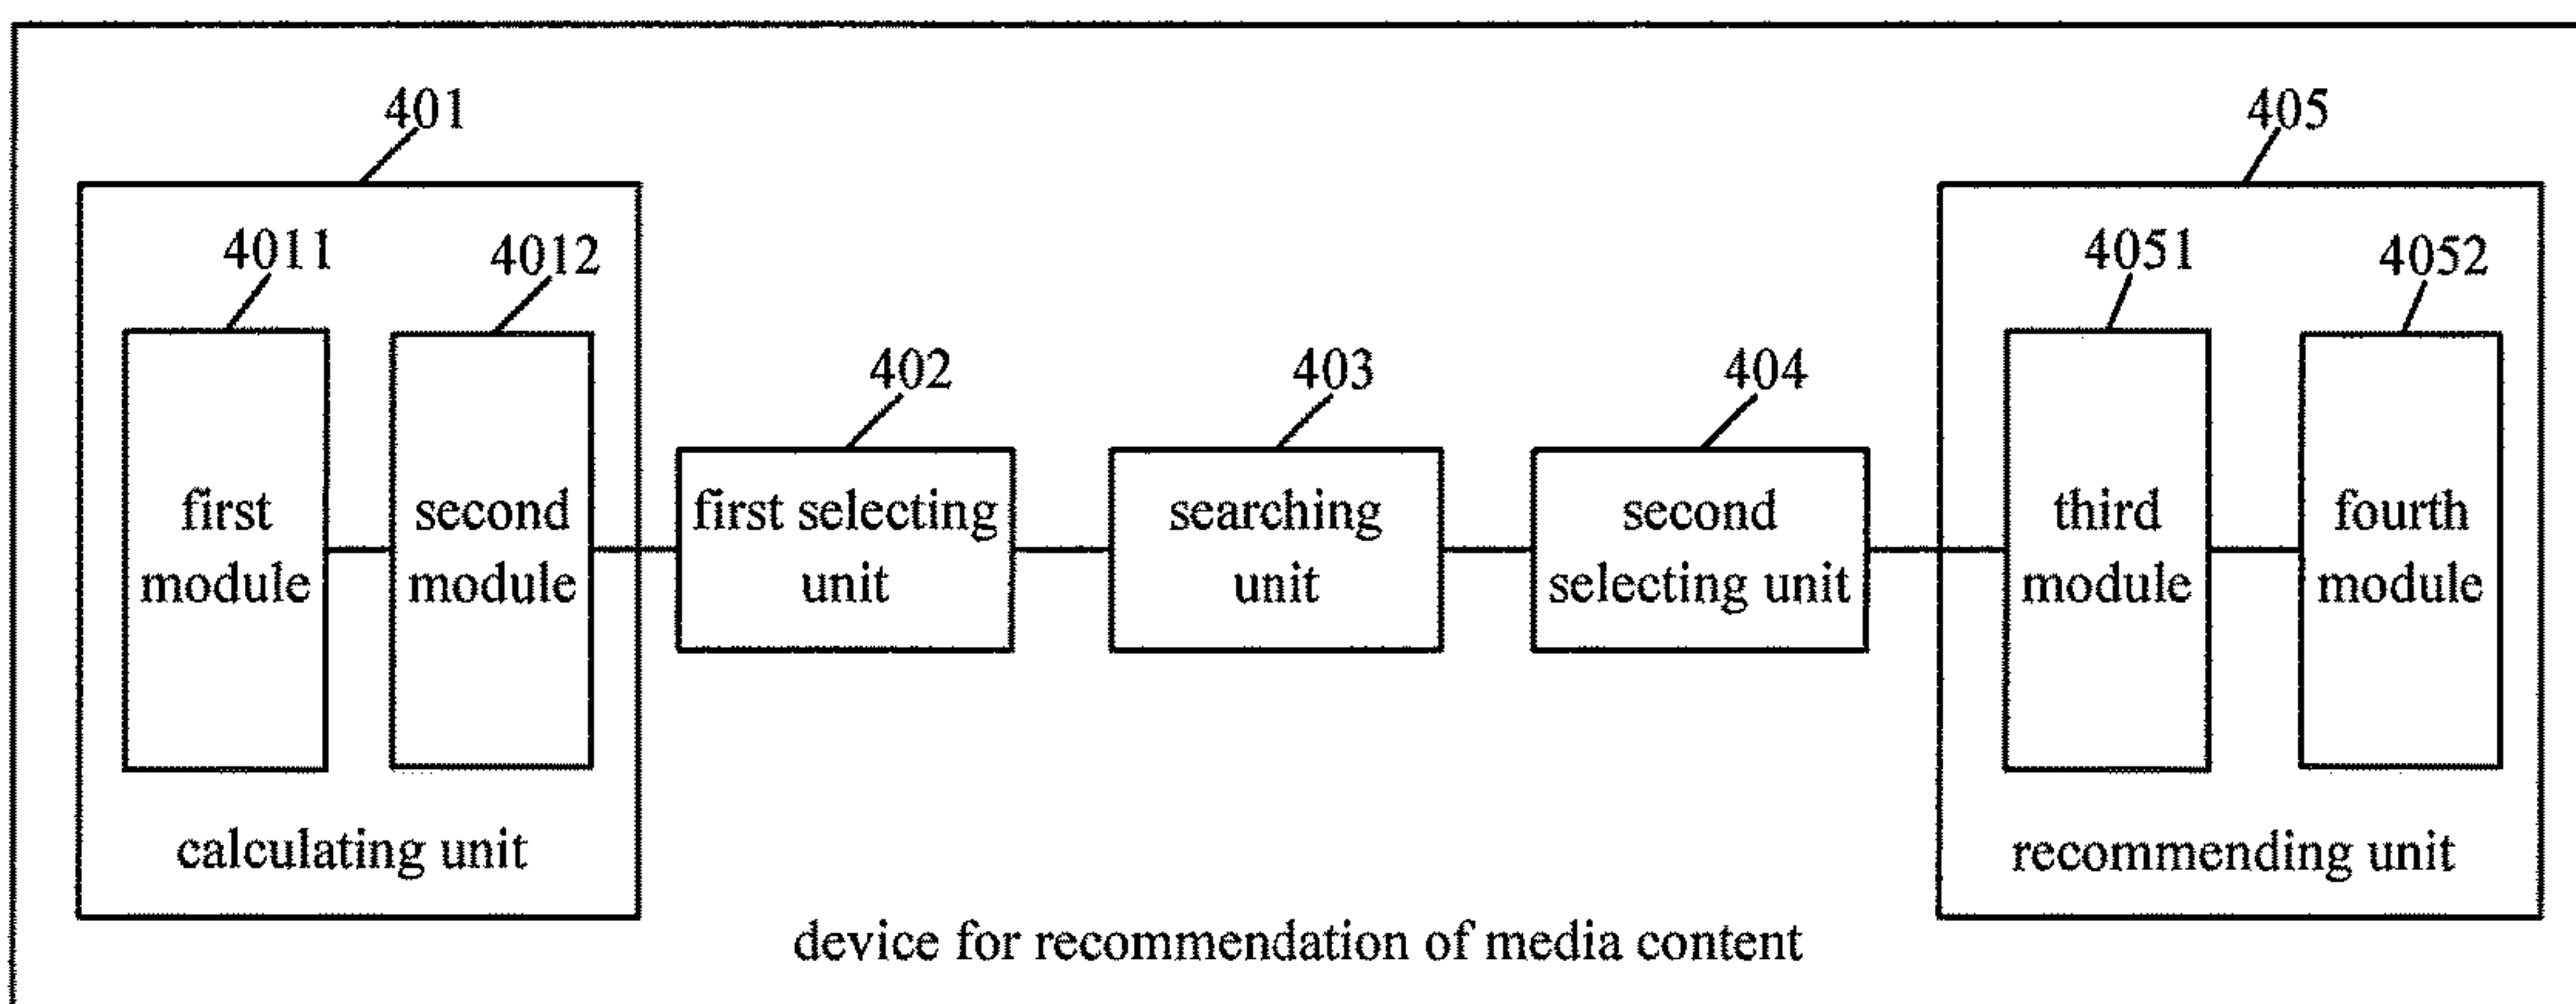 401
405
4011
4012
4051
4052
402
403
404
first
module
second
module
first selecting
unit
searching
unit
second
selecting unit
third
module
fourth
module
calculating unit
recommending unit
device for recommendation of media content